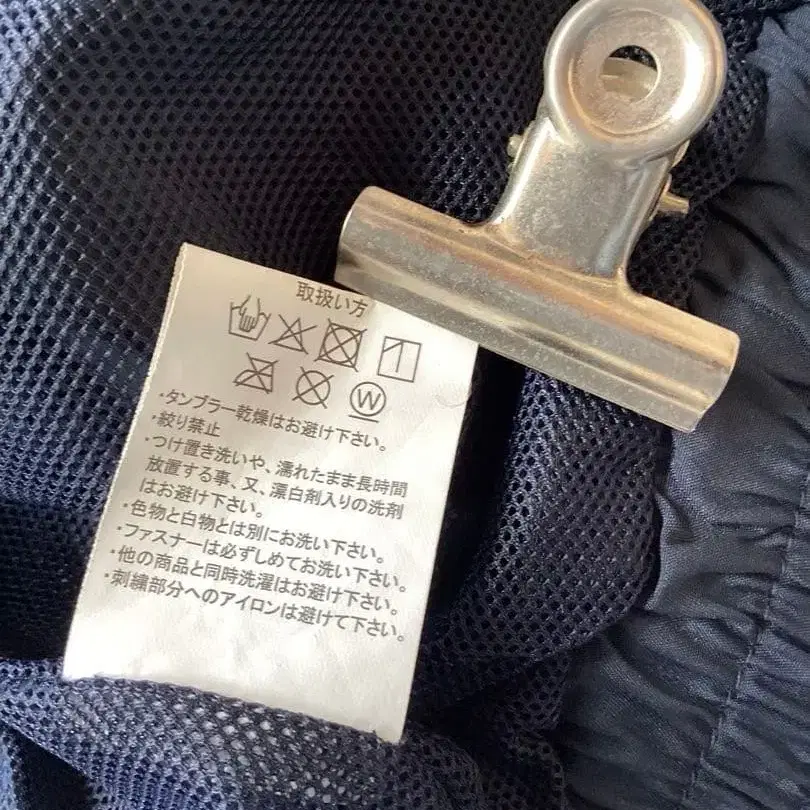 取扱い方
W
・タンブラー乾燥はお避け下さい。
・絞り禁止
・つけ置き洗いや、濡れたまま長時間
放置する事、又、漂白剤入りの洗剤
はお避け下さい。
・色物と白物とは別にお洗い下さい。
・ファスナーは必ずしめてお洗い下さい。
・他の商品と同時洗濯はお避け下さい。
・刺繍部分へのアイロンは避けて下さい。